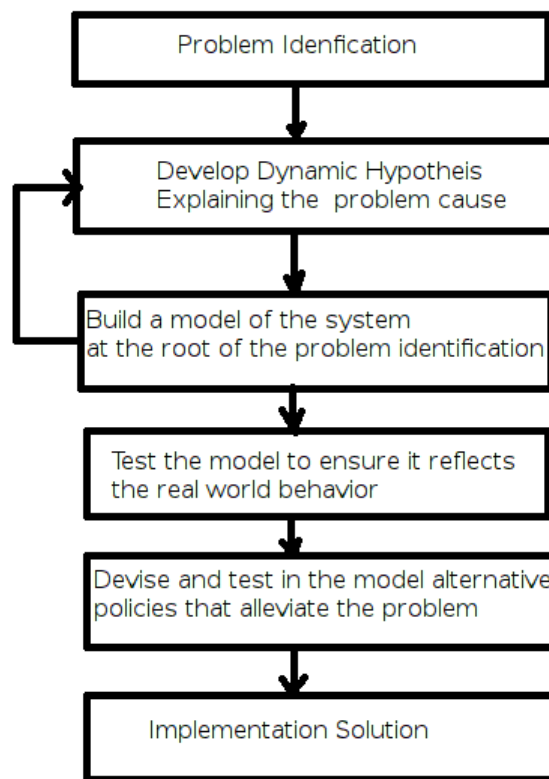 Problem Idenfication
Develop Dynamic Hypotheis
Explaining the problem cause
Build a model of the system
at the root of the problem identification
Test the model to ensure it reflects
the real world behavior
Devise and test in the model alternative
policies that alleviate the problem
Implementation Solution